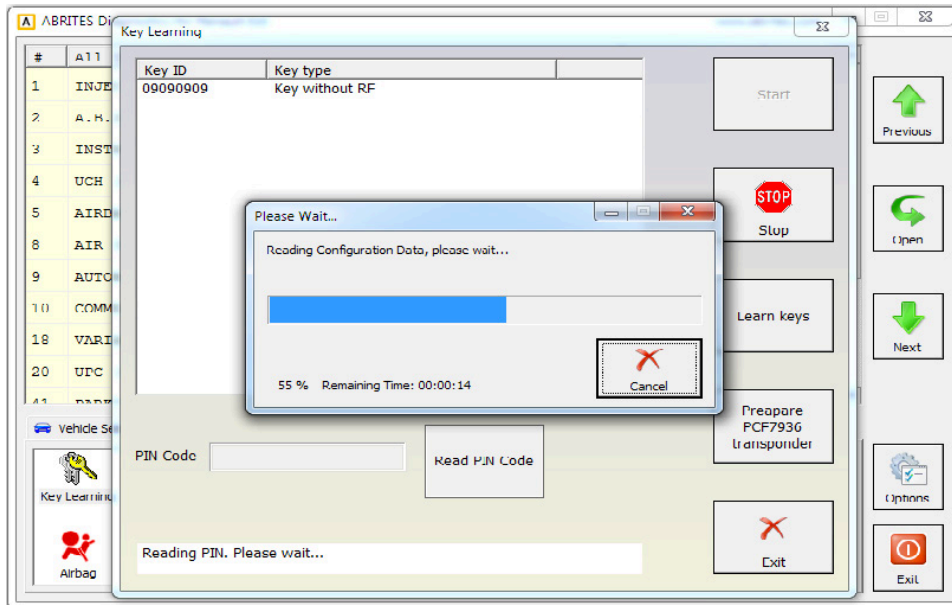 ABRITES Di
Key Learning
# All
1 INJE
2 A.B.
3 INST
4 UCH
5 AIRD
8 AIR
9 AUTO
10 COMM
18 VARI
20 UPC
Key ID Key type
09090909 Key without RF
Start
STOP
Stop
Learn keys
Preapare
PCF7936
transponder
Exit
Please Wait...
Reading Configuration Data, please wait...
55 % Remaining Time: 00:00:14
Cancel
PIN Code
Read PIN Code
Reading PIN. Please wait...
Vehicle Se
Key Learning
Airbag
Previous
Open
Next
Options
Exit